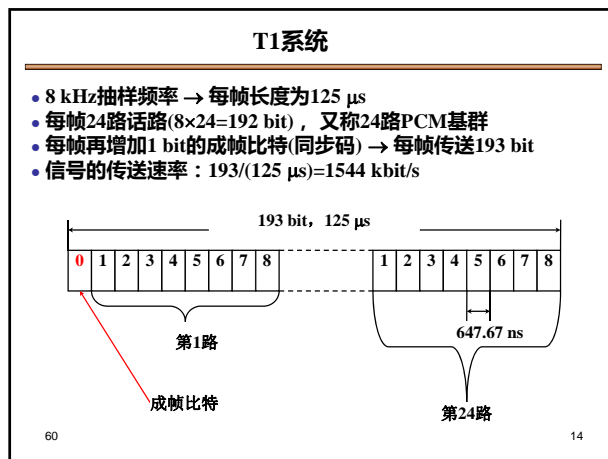 T1系统
• 8 kHz抽样频率 → 每帧长度为125 μs
• 每帧24路话路(8×24=192 bit) ，又称24路PCM基群
• 每帧再增加1 bit的成帧比特(同步码) → 每帧传送193 bit
• 信号的传送速率：193/(125 μs)=1544 kbit/s
193 bit，125 μs
0 1 2 3 4 5 6 7 8 1 2 3 4 5 6 7 8
647.67 ns
第1路
成帧比特
第24路
60 14